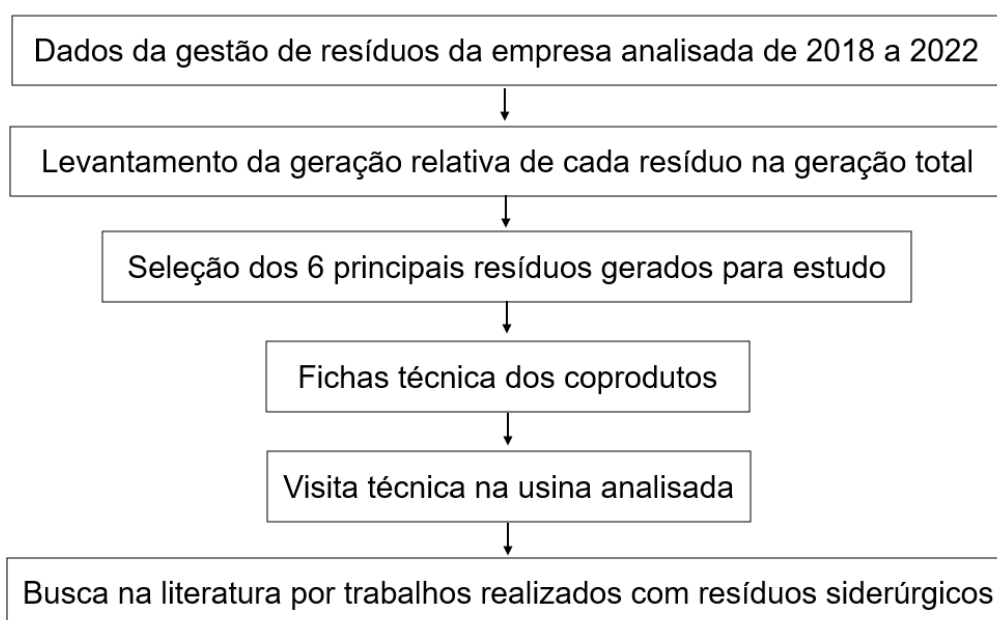 Dados da gestão de resíduos da empresa analisada de 2018 a 2022
Levantamento da geração relativa de cada resíduo na geração total
Seleção dos 6 principais resíduos gerados para estudo
Fichas técnica dos coprodutos
Visita técnica na usina analisada
Busca na literatura por trabalhos realizados com resíduos siderúrgicos